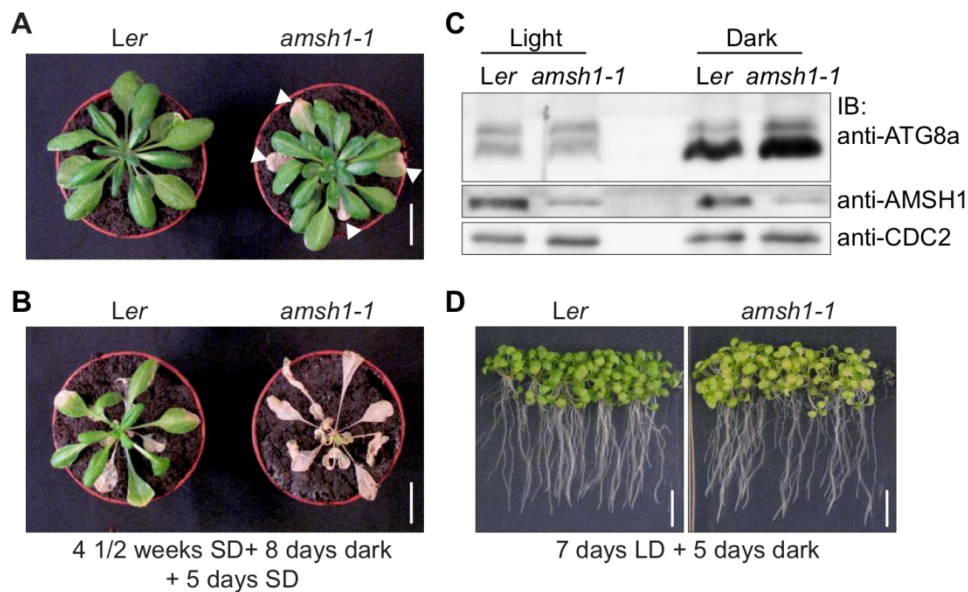 A
Ler amsh1-1
B
Ler amsh1-1
4 1/2 weeks SD+ 8 days dark
+ 5 days SD
C
Light Dark
Ler amsh1-1 Ler amsh1-1
IB:
anti-ATG8a
anti-AMSH1
anti-CDC2
D
Ler amsh1-1
7 days LD + 5 days dark